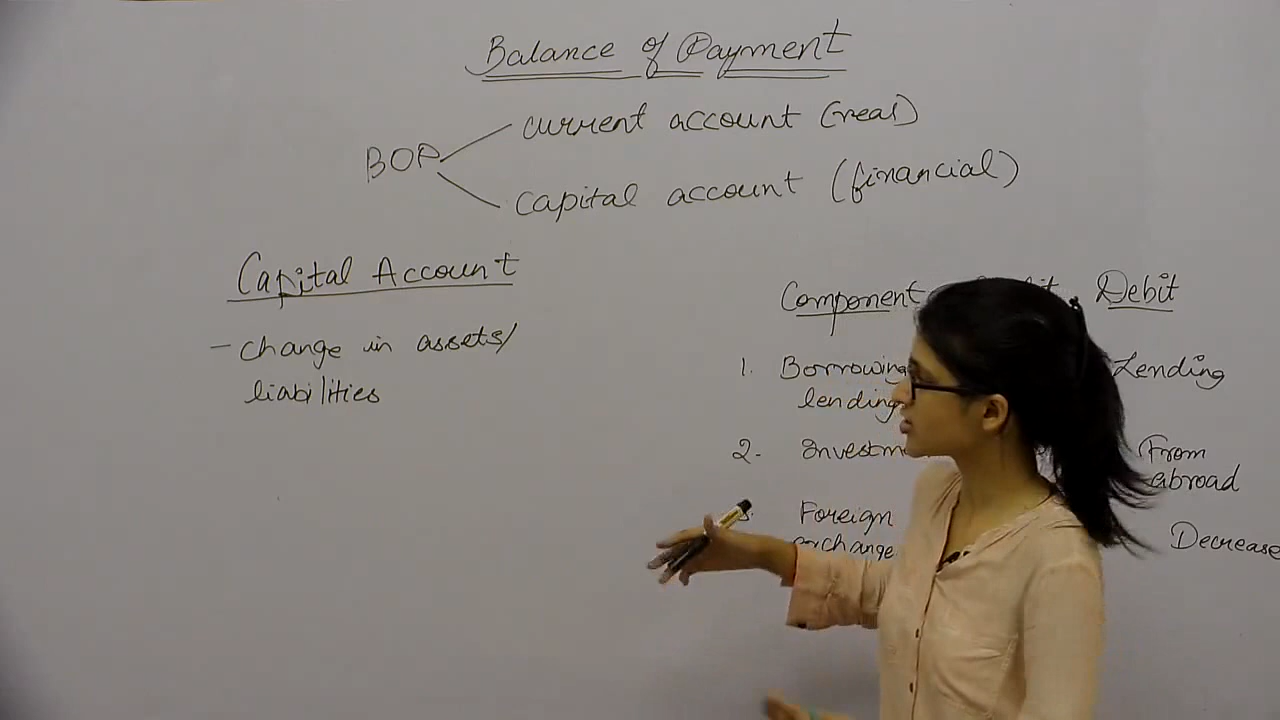 Balance of Payment
BOP
current account (real)
capital account (financial)
Capital Account
- change in assets/
liabilities
Component Debit
1. Borrowing Lending
lending
2. From
abroad
Foreign
exchange Decrease